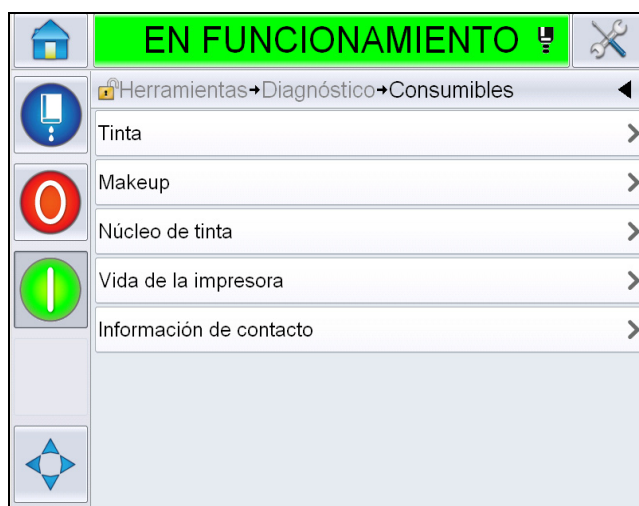 EN FUNCIONAMIENTO
Herramientas→Diagnóstico→Consumibles
Tinta
Makeup
Núcleo de tinta
Vida de la impresora
Información de contacto